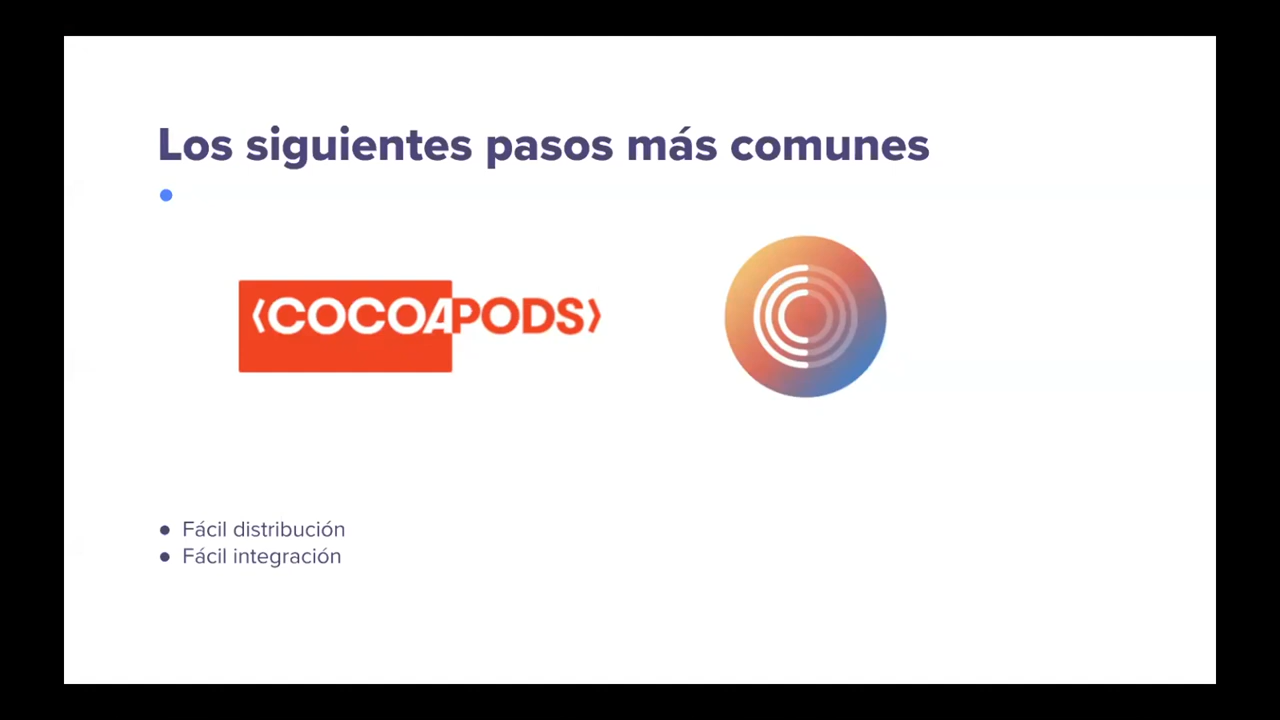 Los siguientes pasos más comunes
⟨COCOAPODS⟩
● Fácil distribución
● Fácil integración